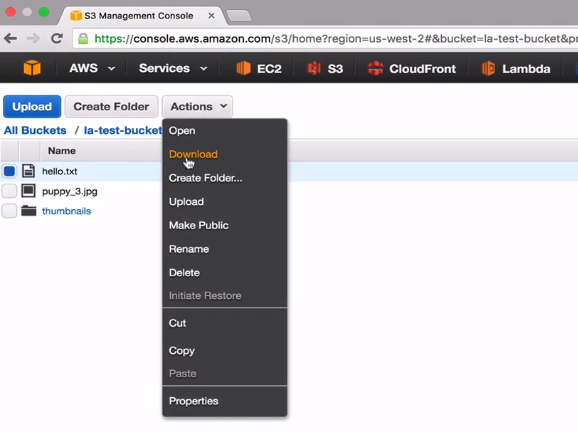 S3 Management Console
https://console.aws.amazon.com/s3/home?region=us-west-2#&bucket=la-test-bucket&p
AWS Services EC2 S3 CloudFront Lambda
Upload Create Folder Actions
All Buckets / la-test-bucket
Name
hello.txt
puppy_3.jpg
thumbnails
Open
Download
Create Folder...
Upload
Make Public
Rename
Delete
Initiate Restore
Cut
Copy
Paste
Properties